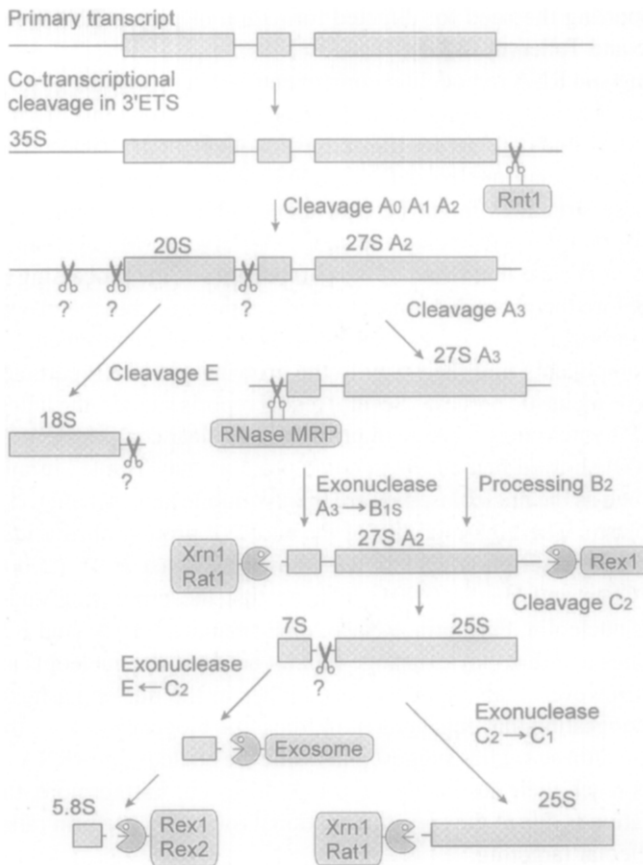 Primary transcript
Co-transcriptional
cleavage in 3'ETS
35S
Rnt1
Cleavage A0 A1 A2
20S
27S A2
? ? ?
Cleavage A3
27S A3
Cleavage E
RNase MRP
18S
?
Exonuclease
A3→B1S
Processing B2
27S A2
Xrn1
Rat1
Rex1
Cleavage C2
7S
25S
?
Exonuclease
E←C2
Exonuclease
C2→C1
Exosome
5.8S
Rex1
Rex2
Xrn1
Rat1
25S